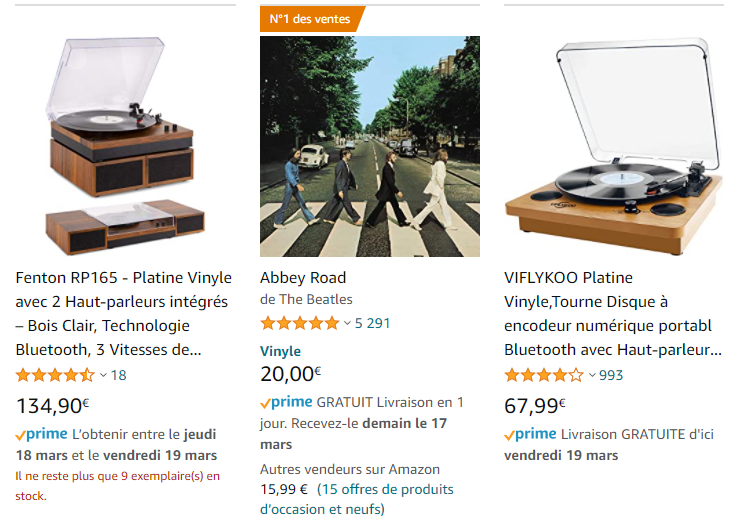 Fenton RP165 - Platine Vinyle
avec 2 Haut-parleurs intégrés
– Bois Clair, Technologie
Bluetooth, 3 Vitesses de...
18
134,90€
prime L'obtenir entre le jeudi
18 mars et le vendredi 19 mars
Il ne reste plus que 9 exemplaire(s) en
stock.
N°1 des ventes
Abbey Road
de The Beatles
5 291
Vinyle
20,00€
prime GRATUIT Livraison en 1
jour. Recevez-le demain le 17
mars
Autres vendeurs sur Amazon
15,99 € (15 offres de produits
d'occasion et neufs)
VIFLYKOO Platine
Vinyle,Tourne Disque à
encodeur numérique portabl
Bluetooth avec Haut-parleur...
993
67,99€
prime Livraison GRATUITE d'ici
vendredi 19 mars